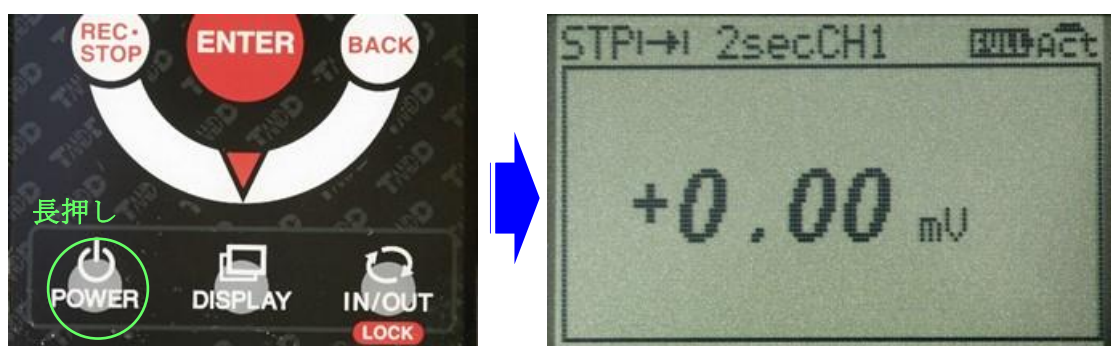 REC・
STOP
ENTER
BACK
長押し
POWER
DISPLAY
IN/OUT
LOCK
STP 2secCH1 FULL Act
+0.00 mV
TANDD